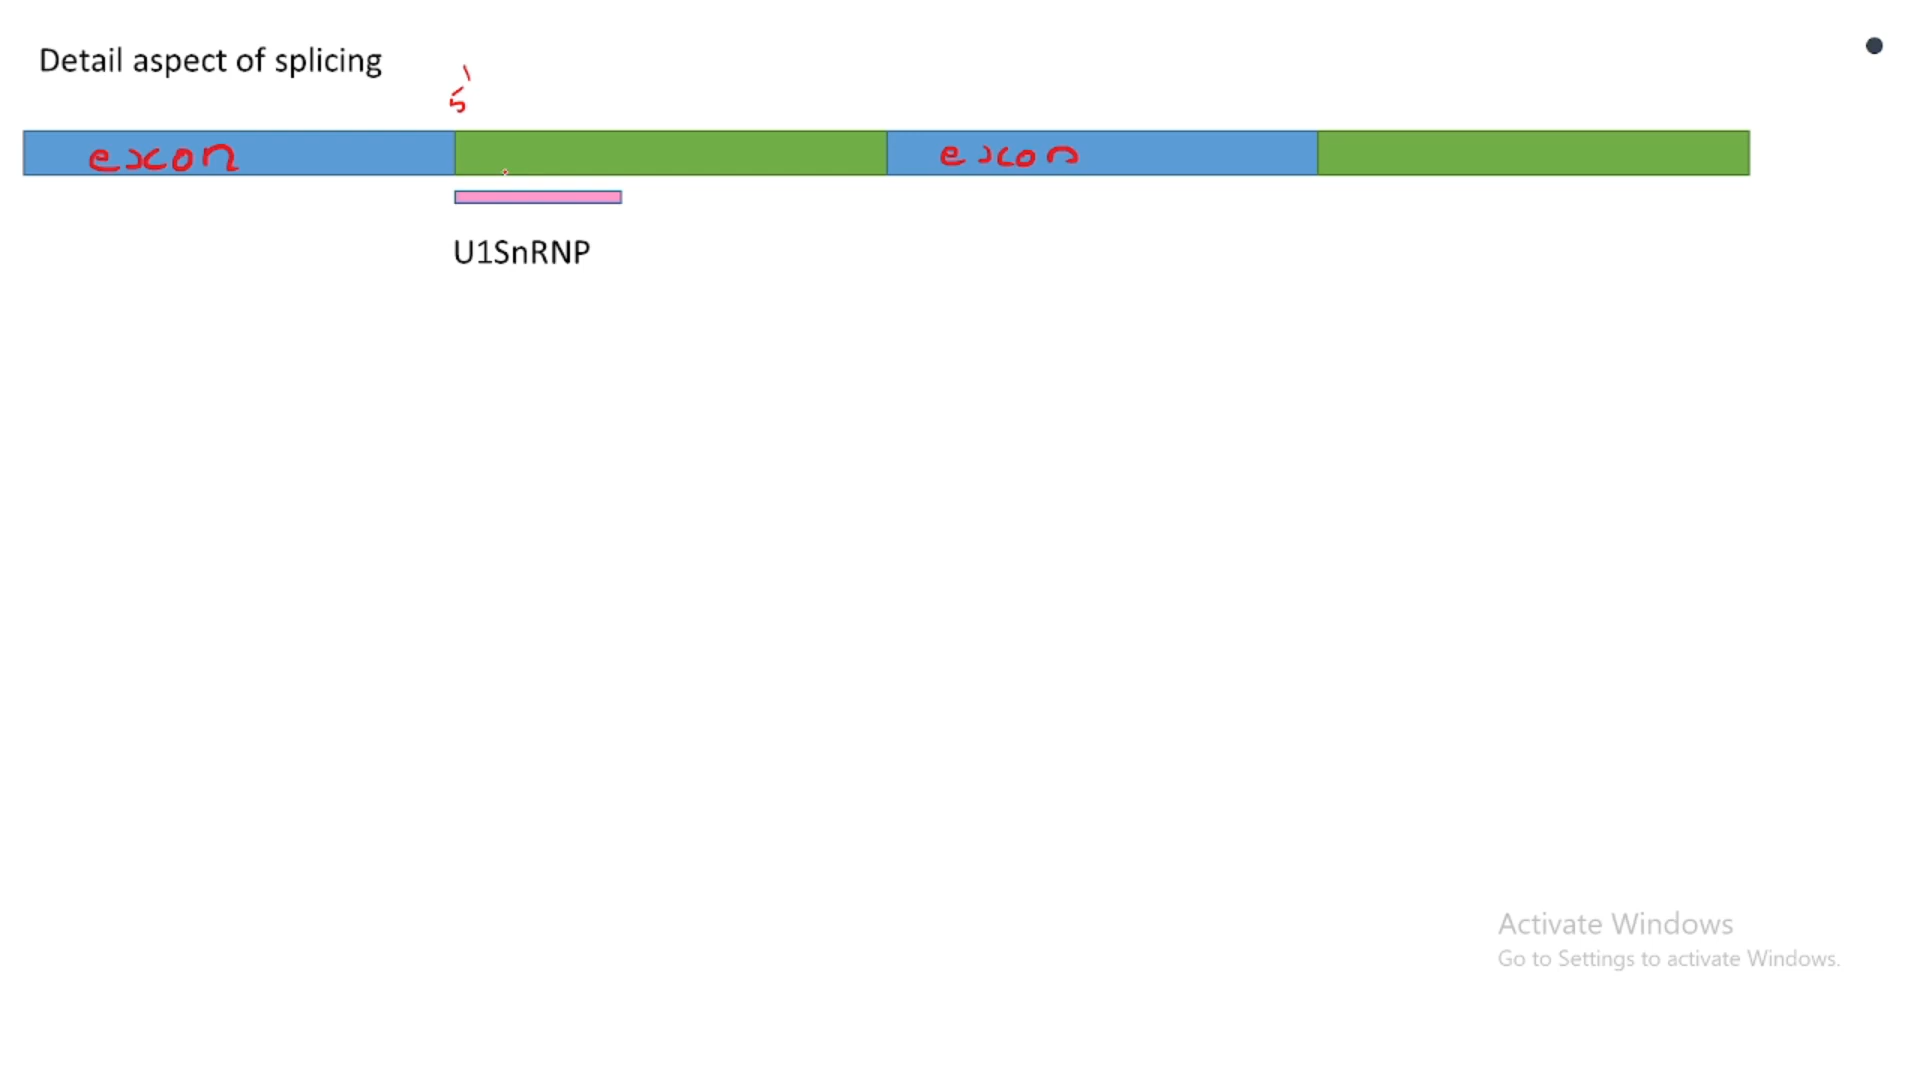 Detail aspect of splicing
5'
exon exon
U1SnRNP
Activate Windows
Go to Settings to activate Windows.